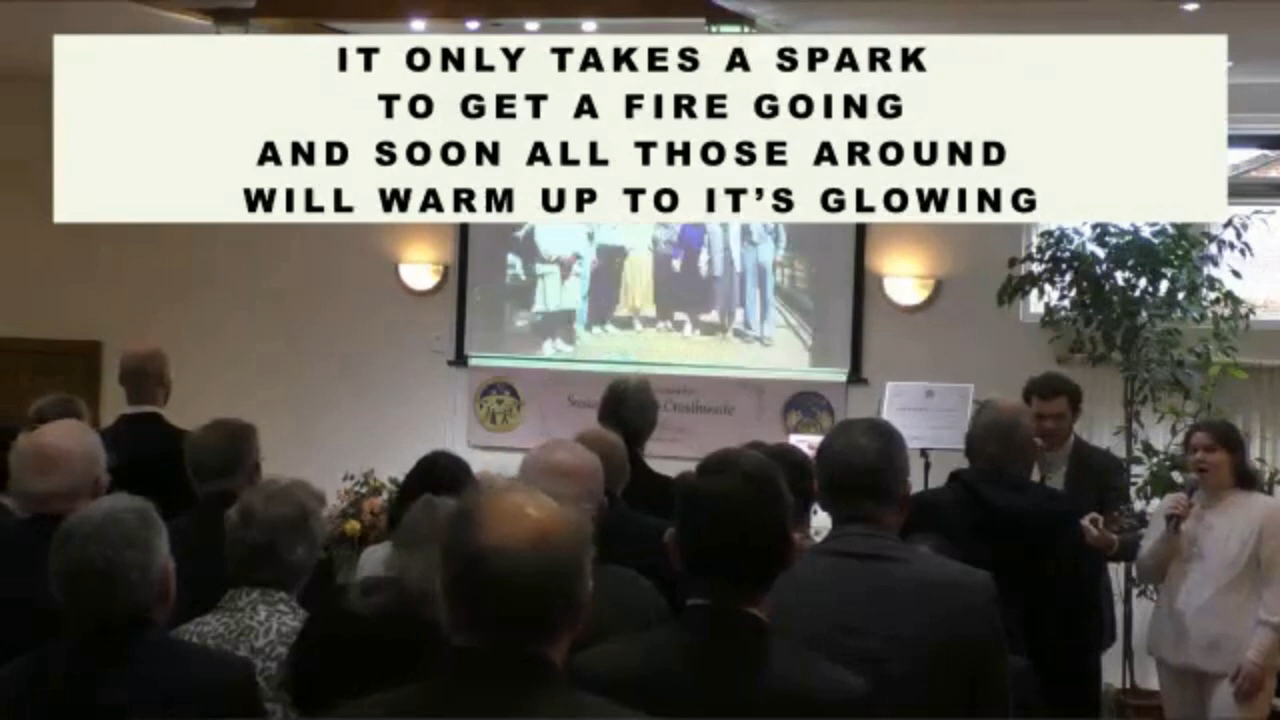 IT ONLY TAKES A SPARK
TO GET A FIRE GOING
AND SOON ALL THOSE AROUND
WILL WARM UP TO IT'S GLOWING